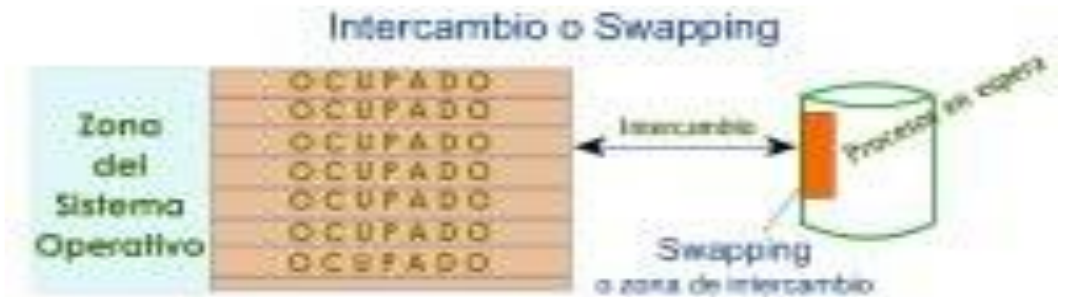 Intercambio o Swapping
Zona
del
Sistema
Operativo
OCUPADO
OCUPADO
OCUPADO
OCUPADO
OCUPADO
OCUPADO
OCUPADO
Intercambio
Procesos en espera
Swapping
o zona de intercambio